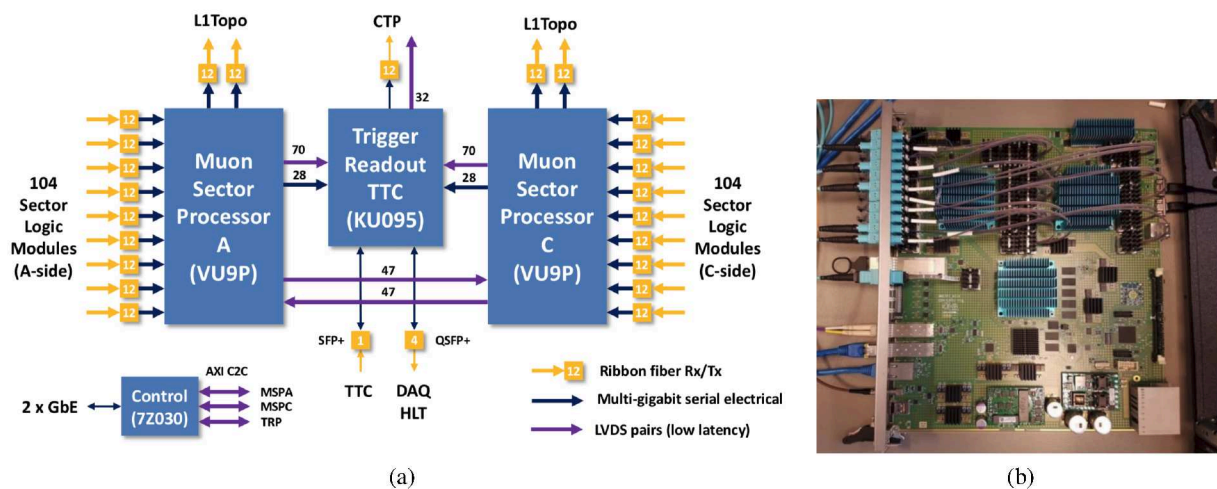 L1Topo
12
12
CTP
12
32
L1Topo
12
12
104
Sector
Logic
Modules
(A-side)
12
12
12
12
12
12
12
12
12
Muon
Sector
Processor
A
(VU9P)
70
28
Trigger
Readout
TTC
(KU095)
70
28
Muon
Sector
Processor
C
(VU9P)
12
12
12
12
12
12
12
12
12
104
Sector
Logic
Modules
(C-side)
47
47
SFP+
1
TTC
4
QSFP+
DAQ
HLT
2 x GbE
Control
(7Z030)
AXI C2C
MSPA
MSPC
TRP
12 Ribbon fiber Rx/Tx
Multi-gigabit serial electrical
LVDS pairs (low latency)
(a)
(b)